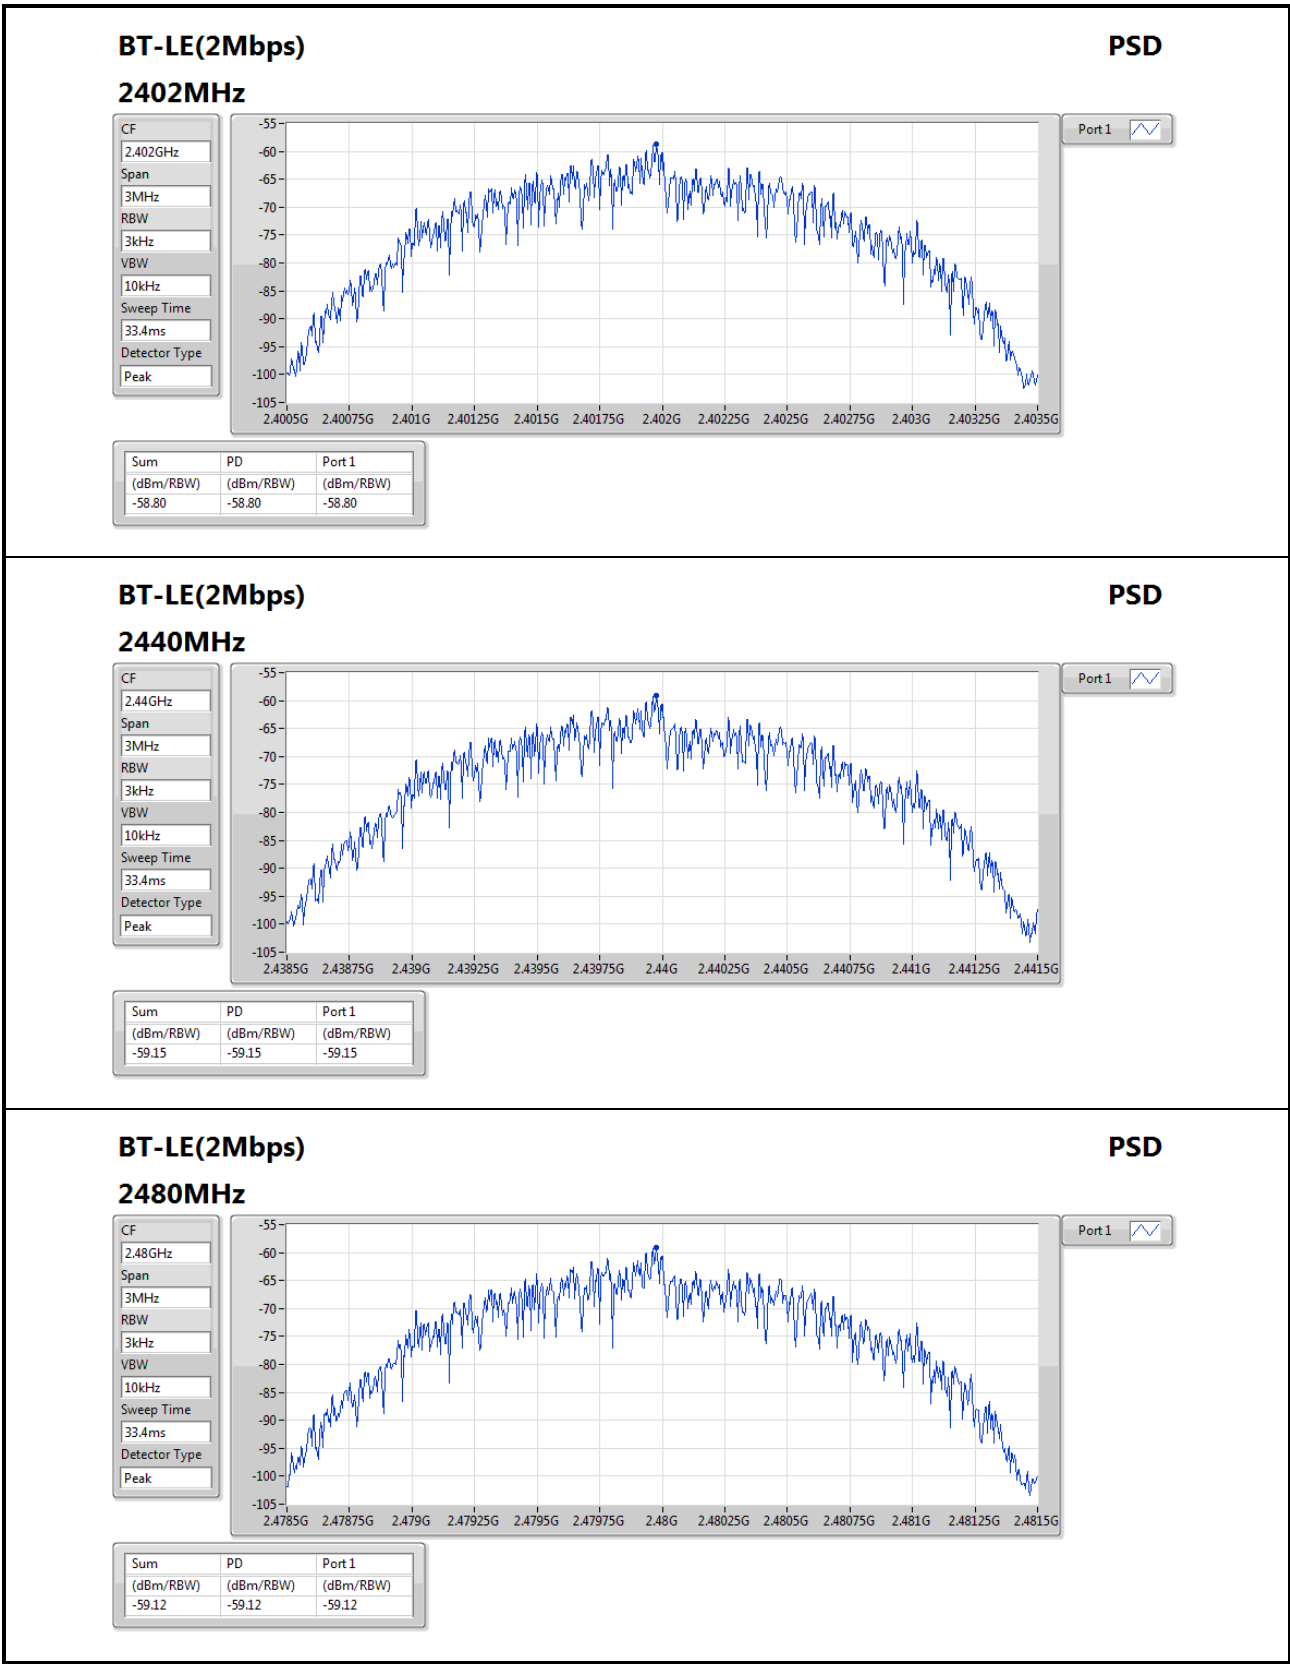 BT-LE(2Mbps) PSD
2402MHz
CF
2.402GHz
Span
3MHz
RBW
3kHz
VBW
10kHz
Sweep Time
33.4ms
Detector Type
Peak
-55
-60
-65
-70
-75
-80
-85
-90
-95
-100
-105
2.4005G 2.40075G 2.401G 2.40125G 2.4015G 2.40175G 2.402G 2.40225G 2.4025G 2.40275G 2.403G 2.40325G 2.4035G
Port 1
Sum PD Port 1
(dBm/RBW) (dBm/RBW) (dBm/RBW)
-58.80 -58.80 -58.80
BT-LE(2Mbps) PSD
2440MHz
CF
2.44GHz
Span
3MHz
RBW
3kHz
VBW
10kHz
Sweep Time
33.4ms
Detector Type
Peak
-55
-60
-65
-70
-75
-80
-85
-90
-95
-100
-105
2.4385G 2.43875G 2.439G 2.43925G 2.4395G 2.43975G 2.44G 2.44025G 2.4405G 2.44075G 2.441G 2.44125G 2.4415G
Port 1
Sum PD Port 1
(dBm/RBW) (dBm/RBW) (dBm/RBW)
-59.15 -59.15 -59.15
BT-LE(2Mbps) PSD
2480MHz
CF
2.48GHz
Span
3MHz
RBW
3kHz
VBW
10kHz
Sweep Time
33.4ms
Detector Type
Peak
-55
-60
-65
-70
-75
-80
-85
-90
-95
-100
-105
2.4785G 2.47875G 2.479G 2.47925G 2.4795G 2.47975G 2.48G 2.48025G 2.4805G 2.48075G 2.481G 2.48125G 2.4815G
Port 1
Sum PD Port 1
(dBm/RBW) (dBm/RBW) (dBm/RBW)
-59.12 -59.12 -59.12